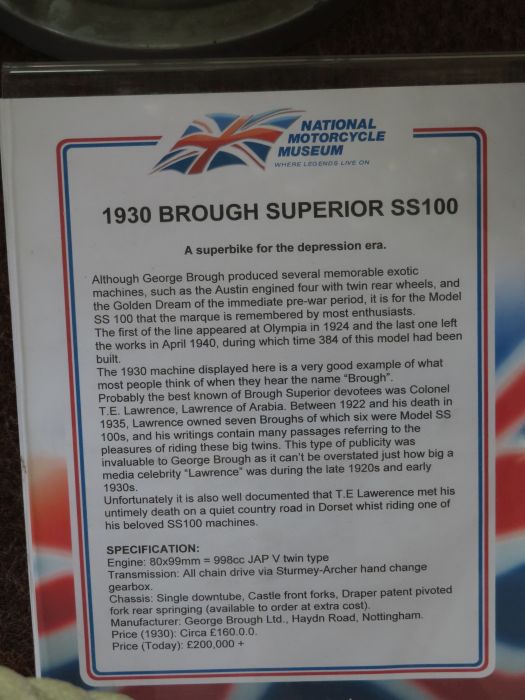 NATIONAL
MOTORCYCLE
MUSEUM
WHERE LEGENDS LIVE ON
1930 BROUGH SUPERIOR SS100
A superbike for the depression era.
Although George Brough produced several memorable exotic
machines, such as the Austin engined four with twin rear wheels, and
the Golden Dream of the immediate pre-war period, it is for the Model
SS 100 that the marque is remembered by most enthusiasts.
The first of the line appeared at Olympia in 1924 and the last one left
the works in April 1940, during which time 384 of this model had been
built.
The 1930 machine displayed here is a very good example of what
most people think of when they hear the name “Brough”.
Probably the best known of Brough Superior devotees was Colonel
T.E. Lawrence, Lawrence of Arabia. Between 1922 and his death in
1935, Lawrence owned seven Broughs of which six were Model SS
100s, and his writings contain many passages referring to the
pleasures of riding these big twins. This type of publicity was
invaluable to George Brough as it can’t be overstated just how big a
media celebrity “Lawrence” was during the late 1920s and early
1930s.
Unfortunately it is also well documented that T.E Lawerence met his
untimely death on a quiet country road in Dorset whist riding one of
his beloved SS100 machines.
SPECIFICATION:
Engine: 80x99mm = 998cc JAP V twin type
Transmission: All chain drive via Sturmey-Archer hand change
gearbox.
Chassis: Single downtube, Castle front forks, Draper patent pivoted
fork rear springing (available to order at extra cost).
Manufacturer: George Brough Ltd., Haydn Road, Nottingham.
Price (1930): Circa £160.0.0.
Price (Today): £200,000 +